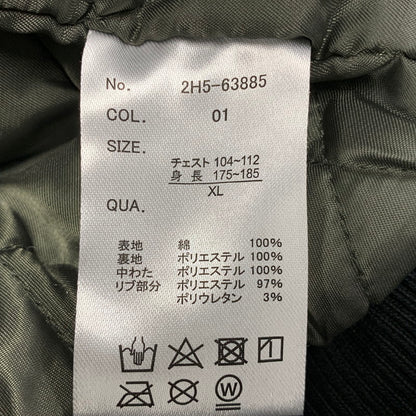 No. 2H5-63885
COL. 01
SIZE.
チェスト 104~112
身長 175~185
XL
QUA.
表地 綿 100%
裏地 ポリエステル 100%
中わた ポリエステル 100%
リブ部分 ポリエステル 97%
ポリウレタン 3%
W